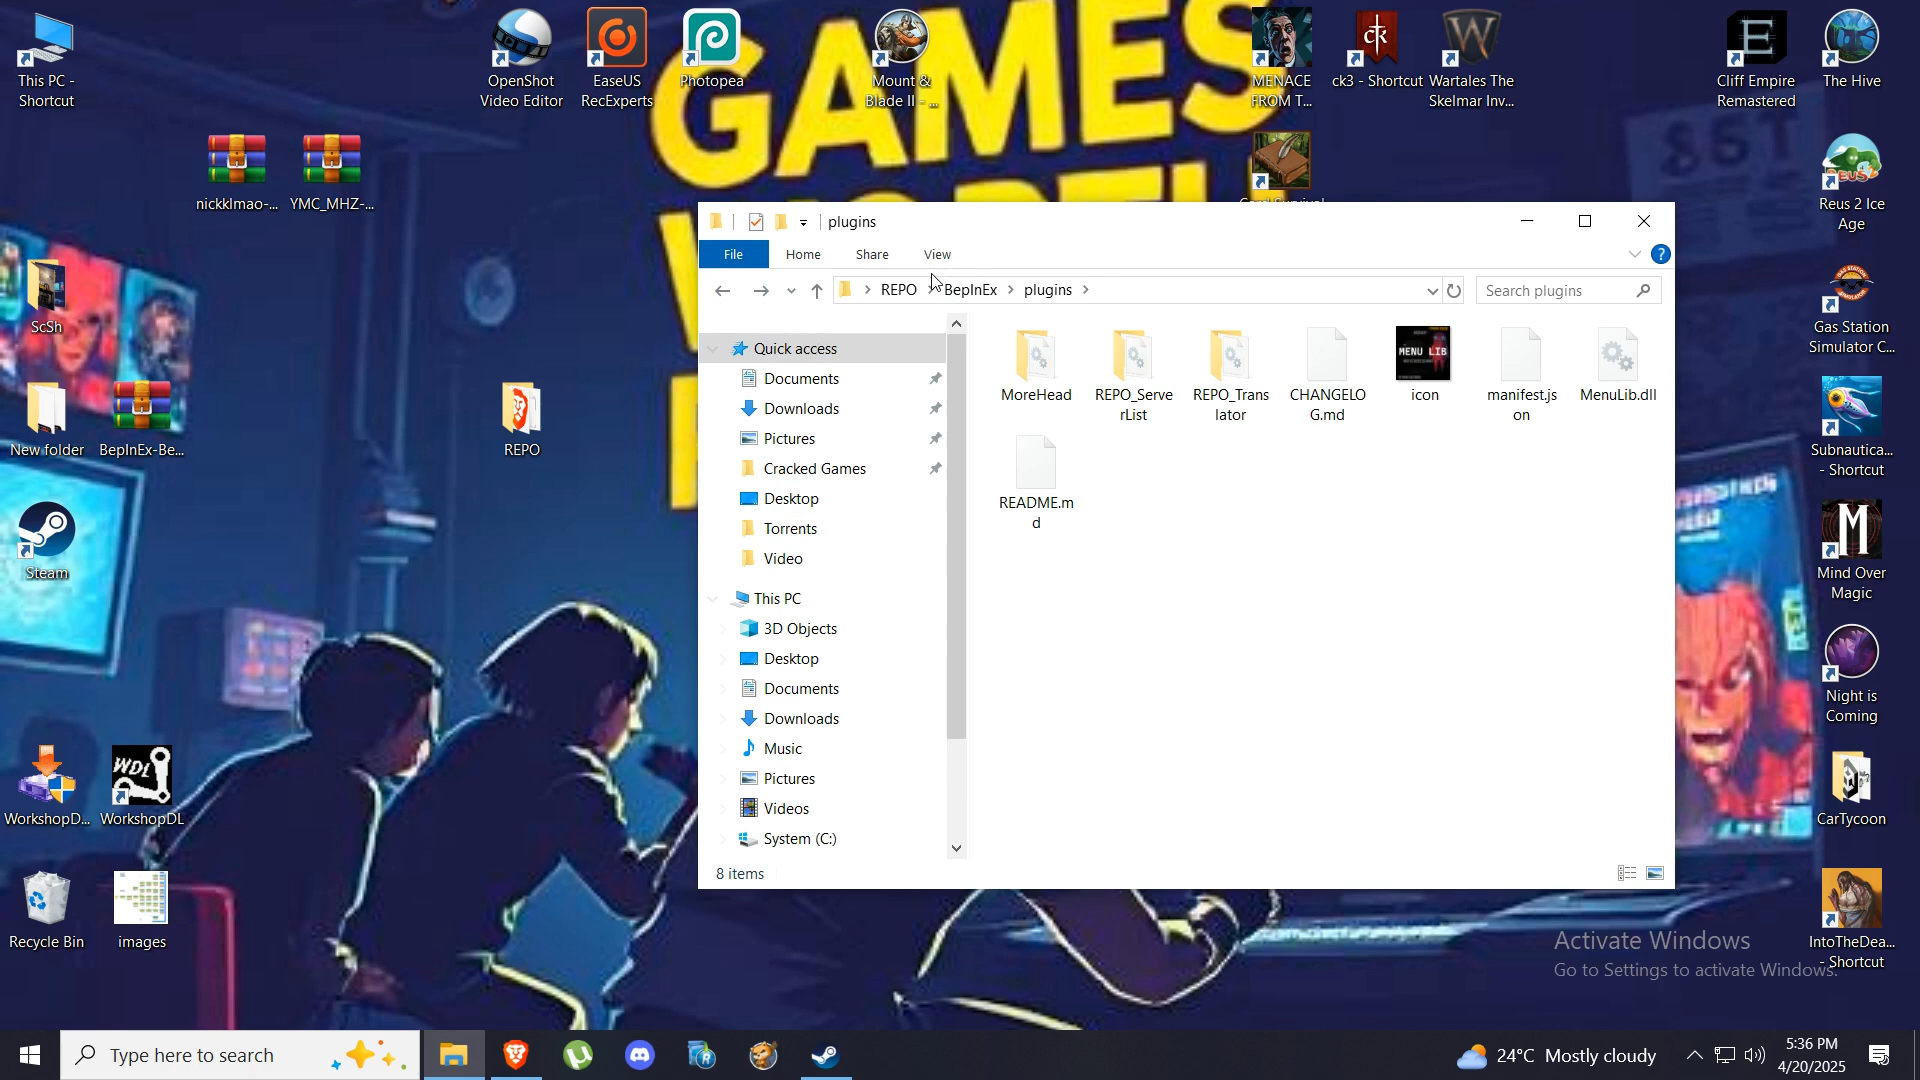 This PC -
Shortcut
OpenShot
Video Editor
EaseUS
RecExperts
Photopea
Mount &
Blade II - ...
MENACE
FROM T...
ck3 - Shortcut
Wartales The
Skelmar Inv...
Cliff Empire
Remastered
The Hive
GAMES
nickklmao-...
YMC_MHZ-...
Reus 2 Ice
Age
ScSh
Gas Station
Simulator C...
New folder
BepInEx-Be...
REPO
Subnautica...
- Shortcut
Steam
Mind Over
Magic
Night is
Coming
WorkshopD...
WorkshopDL
CarTycoon
Recycle Bin
images
IntoTheDea...
- Shortcut
plugins
File
Home
Share
View
REPO
BepInEx
plugins
Search plugins
Quick access
Documents
Downloads
Pictures
Cracked Games
Desktop
Torrents
Video
This PC
3D Objects
Desktop
Documents
Downloads
Music
Pictures
Videos
System (C:)
MoreHead
REPO_Serve
rList
REPO_Trans
lator
CHANGELO
G.md
MENU LIB
icon
manifest.js
on
MenuLib.dll
README.m
d
8 items
Activate Windows
Go to Settings to activate Windows.
Type here to search
24°C Mostly cloudy
5:36 PM
4/20/2025